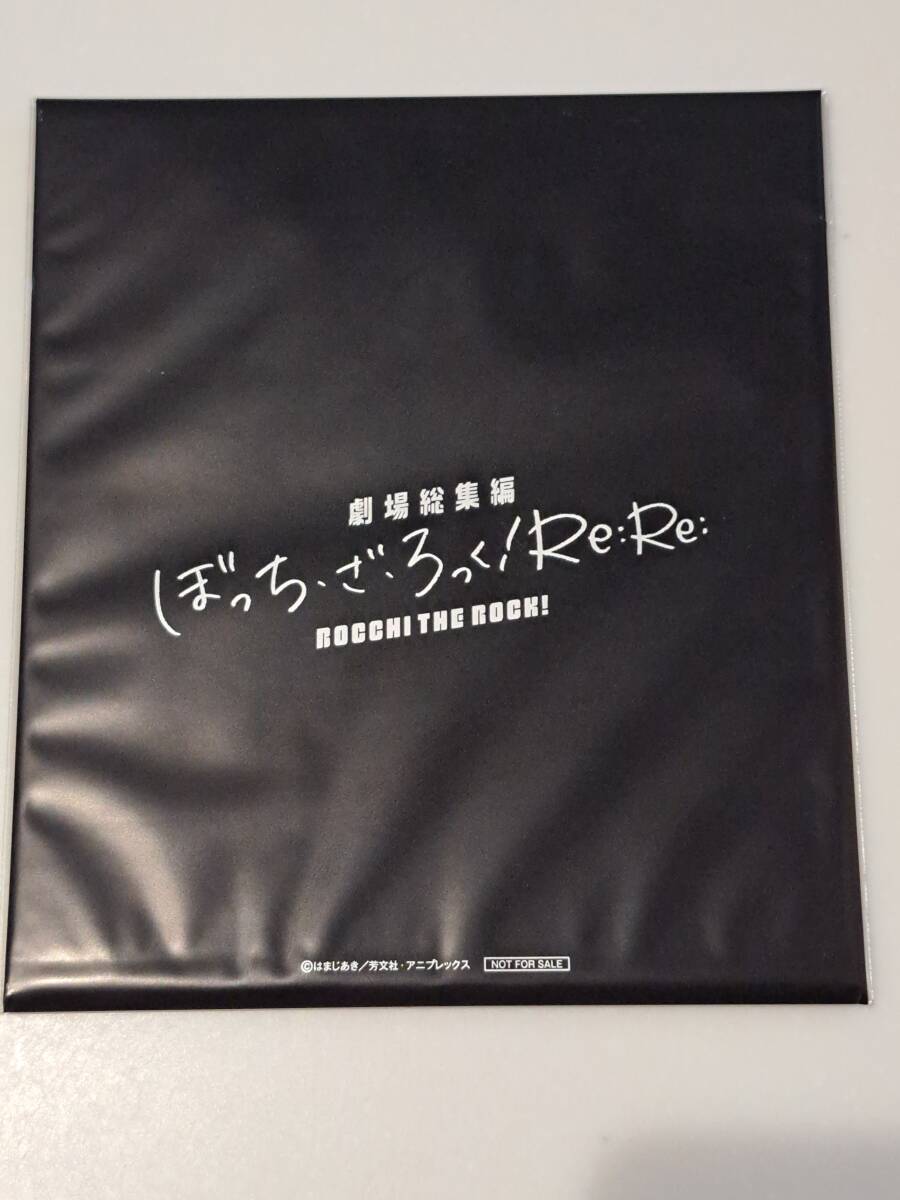 劇場総集編
ぼっち・ざ・ろっく!Re:Re:
BOCCHI THE ROCK!
©はまじあき/芳文社・アニプレックス NOT FOR SALE